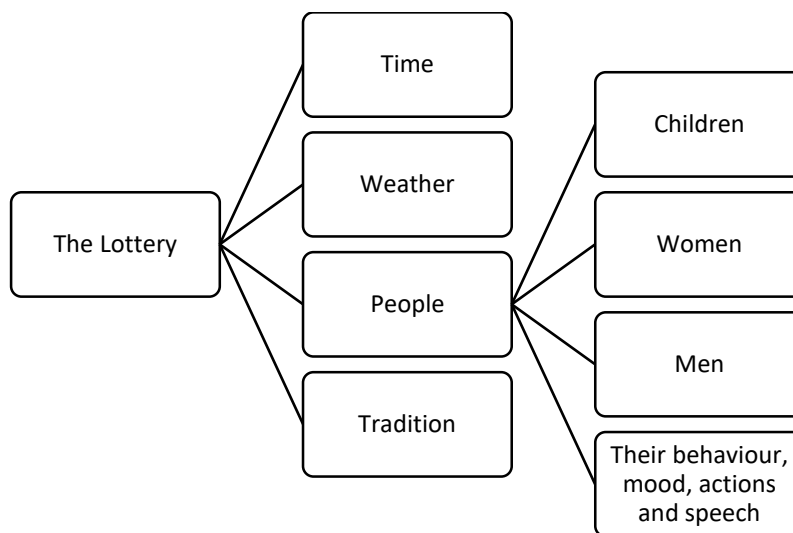 The Lottery
Time
Weather
People
Tradition
Children
Women
Men
Their behaviour,
mood, actions
and speech